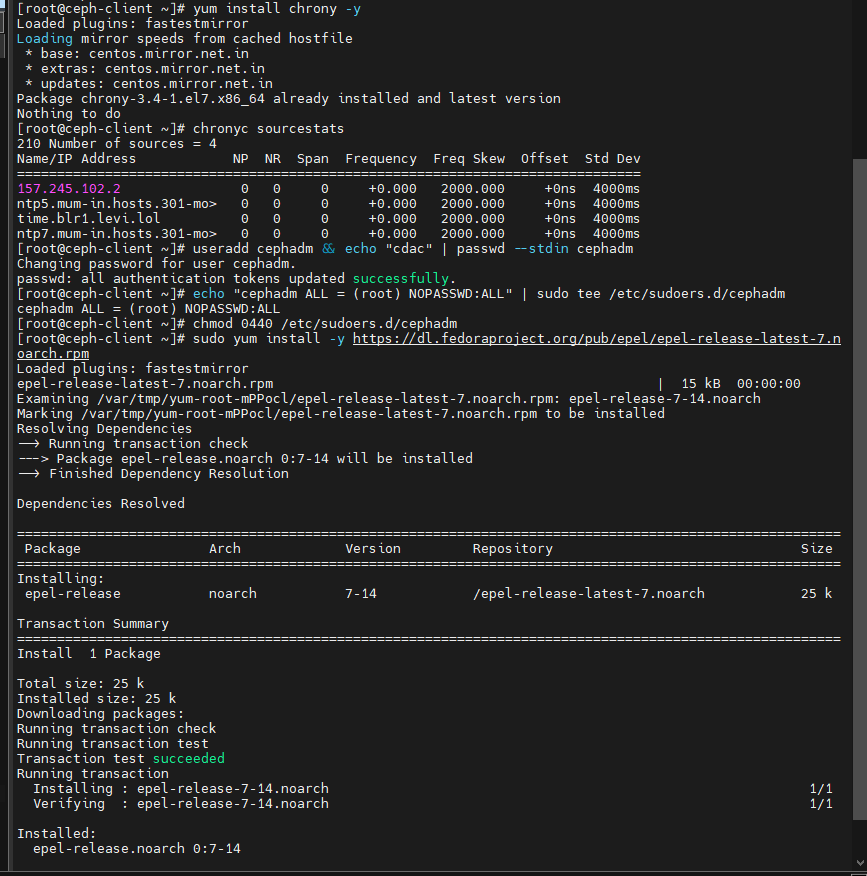 [root@ceph-client ~]# yum install chrony -y
Loaded plugins: fastestmirror
Loading mirror speeds from cached hostfile
 * base: centos.mirror.net.in
 * extras: centos.mirror.net.in
 * updates: centos.mirror.net.in
Package chrony-3.4-1.el7.x86_64 already installed and latest version
Nothing to do
[root@ceph-client ~]# chronyc sourcestats
210 Number of sources = 4
Name/IP Address            NP  NR  Span  Frequency  Freq Skew  Offset  Std Dev
==============================================================================
157.245.102.2               0   0     0     +0.000   2000.000     +0ns  4000ms
ntp5.mum-in.hosts.301-mo>   0   0     0     +0.000   2000.000     +0ns  4000ms
time.blr1.levi.lol          0   0     0     +0.000   2000.000     +0ns  4000ms
ntp7.mum-in.hosts.301-mo>   0   0     0     +0.000   2000.000     +0ns  4000ms
[root@ceph-client ~]# useradd cephadm && echo "cdac" | passwd --stdin cephadm
Changing password for user cephadm.
passwd: all authentication tokens updated successfully.
[root@ceph-client ~]# echo "cephadm ALL = (root) NOPASSWD:ALL" | sudo tee /etc/sudoers.d/cephadm
cephadm ALL = (root) NOPASSWD:ALL
[root@ceph-client ~]# chmod 0440 /etc/sudoers.d/cephadm
[root@ceph-client ~]# sudo yum install -y https://dl.fedoraproject.org/pub/epel/epel-release-latest-7.n
oarch.rpm
Loaded plugins: fastestmirror
epel-release-latest-7.noarch.rpm                                                |  15 kB  00:00:00
Examining /var/tmp/yum-root-mPPocl/epel-release-latest-7.noarch.rpm: epel-release-7-14.noarch
Marking /var/tmp/yum-root-mPPocl/epel-release-latest-7.noarch.rpm to be installed
Resolving Dependencies
--> Running transaction check
---> Package epel-release.noarch 0:7-14 will be installed
--> Finished Dependency Resolution

Dependencies Resolved

=======================================================================================================
 Package                Arch             Version         Repository                               Size
=======================================================================================================
Installing:
 epel-release           noarch           7-14            /epel-release-latest-7.noarch            25 k

Transaction Summary
=======================================================================================================
Install  1 Package

Total size: 25 k
Installed size: 25 k
Downloading packages:
Running transaction check
Running transaction test
Transaction test succeeded
Running transaction
  Installing : epel-release-7-14.noarch                                                            1/1
  Verifying  : epel-release-7-14.noarch                                                            1/1

Installed:
  epel-release.noarch 0:7-14